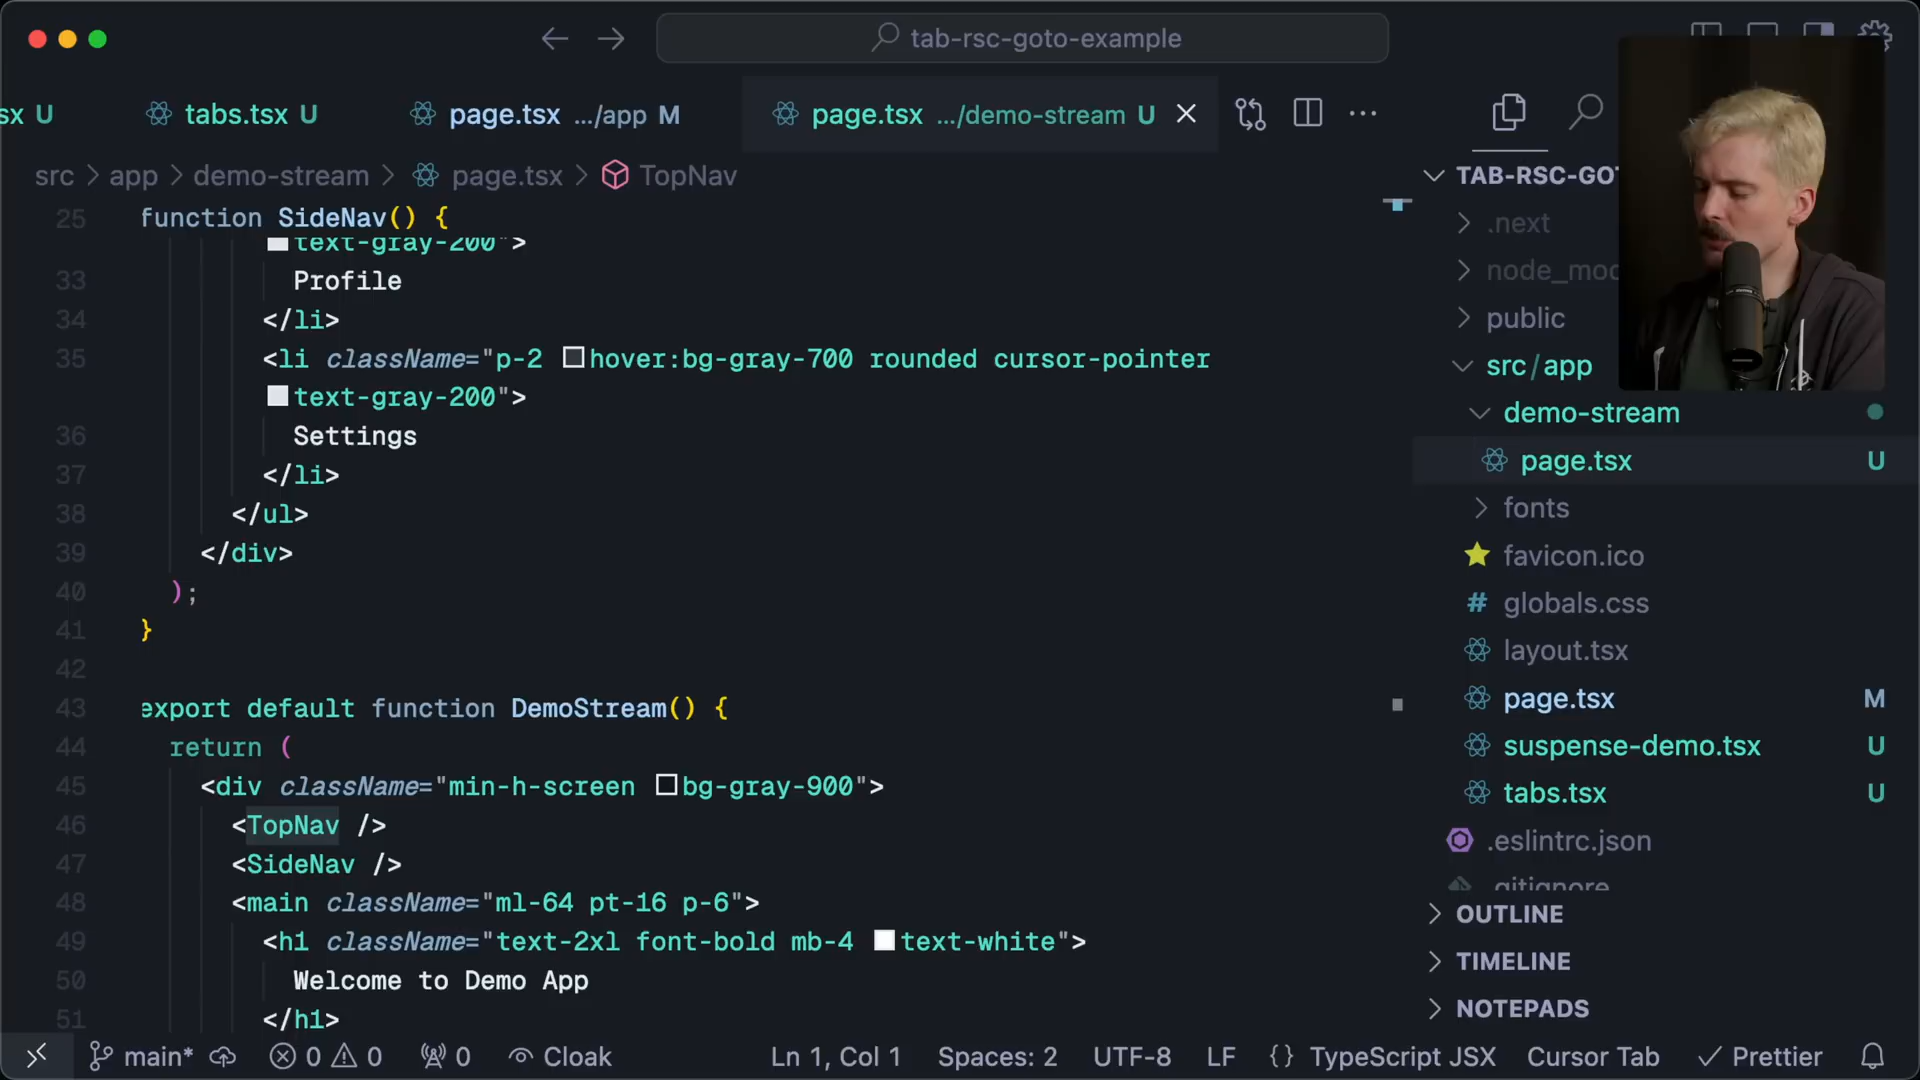 tab-rsc-goto-example
sx U
tabs.tsx U
page.tsx .../app M
page.tsx .../demo-stream U
src > app > demo-stream > page.tsx > TopNav
25 function SideNav() {
text-gray-200">
33 Profile
34 </li>
35 <li className="p-2 hover:bg-gray-700 rounded cursor-pointer
text-gray-200">
36 Settings
37 </li>
38 </ul>
39 </div>
40 );
41 }
42
43 export default function DemoStream() {
44 return (
45 <div className="min-h-screen bg-gray-900">
46 <TopNav />
47 <SideNav />
48 <main className="ml-64 pt-16 p-6">
49 <h1 className="text-2xl font-bold mb-4 text-white">
50 Welcome to Demo App
51 </h1>
TAB-RSC-GOT
.next
node_mod
public
src/app
demo-stream
page.tsx U
fonts
favicon.ico
globals.css
layout.tsx
page.tsx M
suspense-demo.tsx U
tabs.tsx U
.eslintrc.json
.gitignore
OUTLINE
TIMELINE
NOTEPADS
main* 0 0 0 Cloak Ln 1, Col 1 Spaces: 2 UTF-8 LF {} TypeScript JSX Cursor Tab Prettier